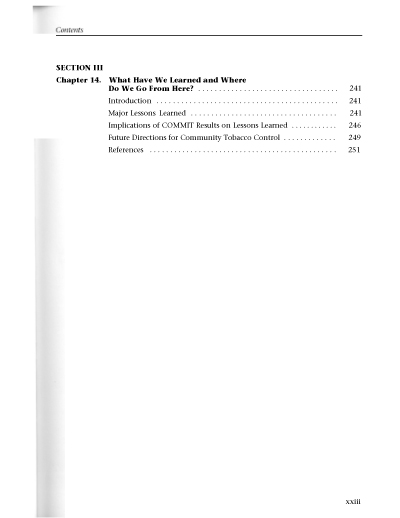 Contents
SECTION III
Chapter 14. What Have We Learned and Where
Do We Go From Here? . . . . . . . . . . . . . . . . . . . . . . . . . . . . . . . . . 241
Introduction . . . . . . . . . . . . . . . . . . . . . . . . . . . . . . . . . . . . . . . . . . . 241
Major Lessons Learned . . . . . . . . . . . . . . . . . . . . . . . . . . . . . . . . . . 241
Implications of COMMIT Results on Lessons Learned . . . . . . . . . . . 246
Future Directions for Community Tobacco Control . . . . . . . . . . . . . 249
References . . . . . . . . . . . . . . . . . . . . . . . . . . . . . . . . . . . . . . . . . . . . 251
xxiii